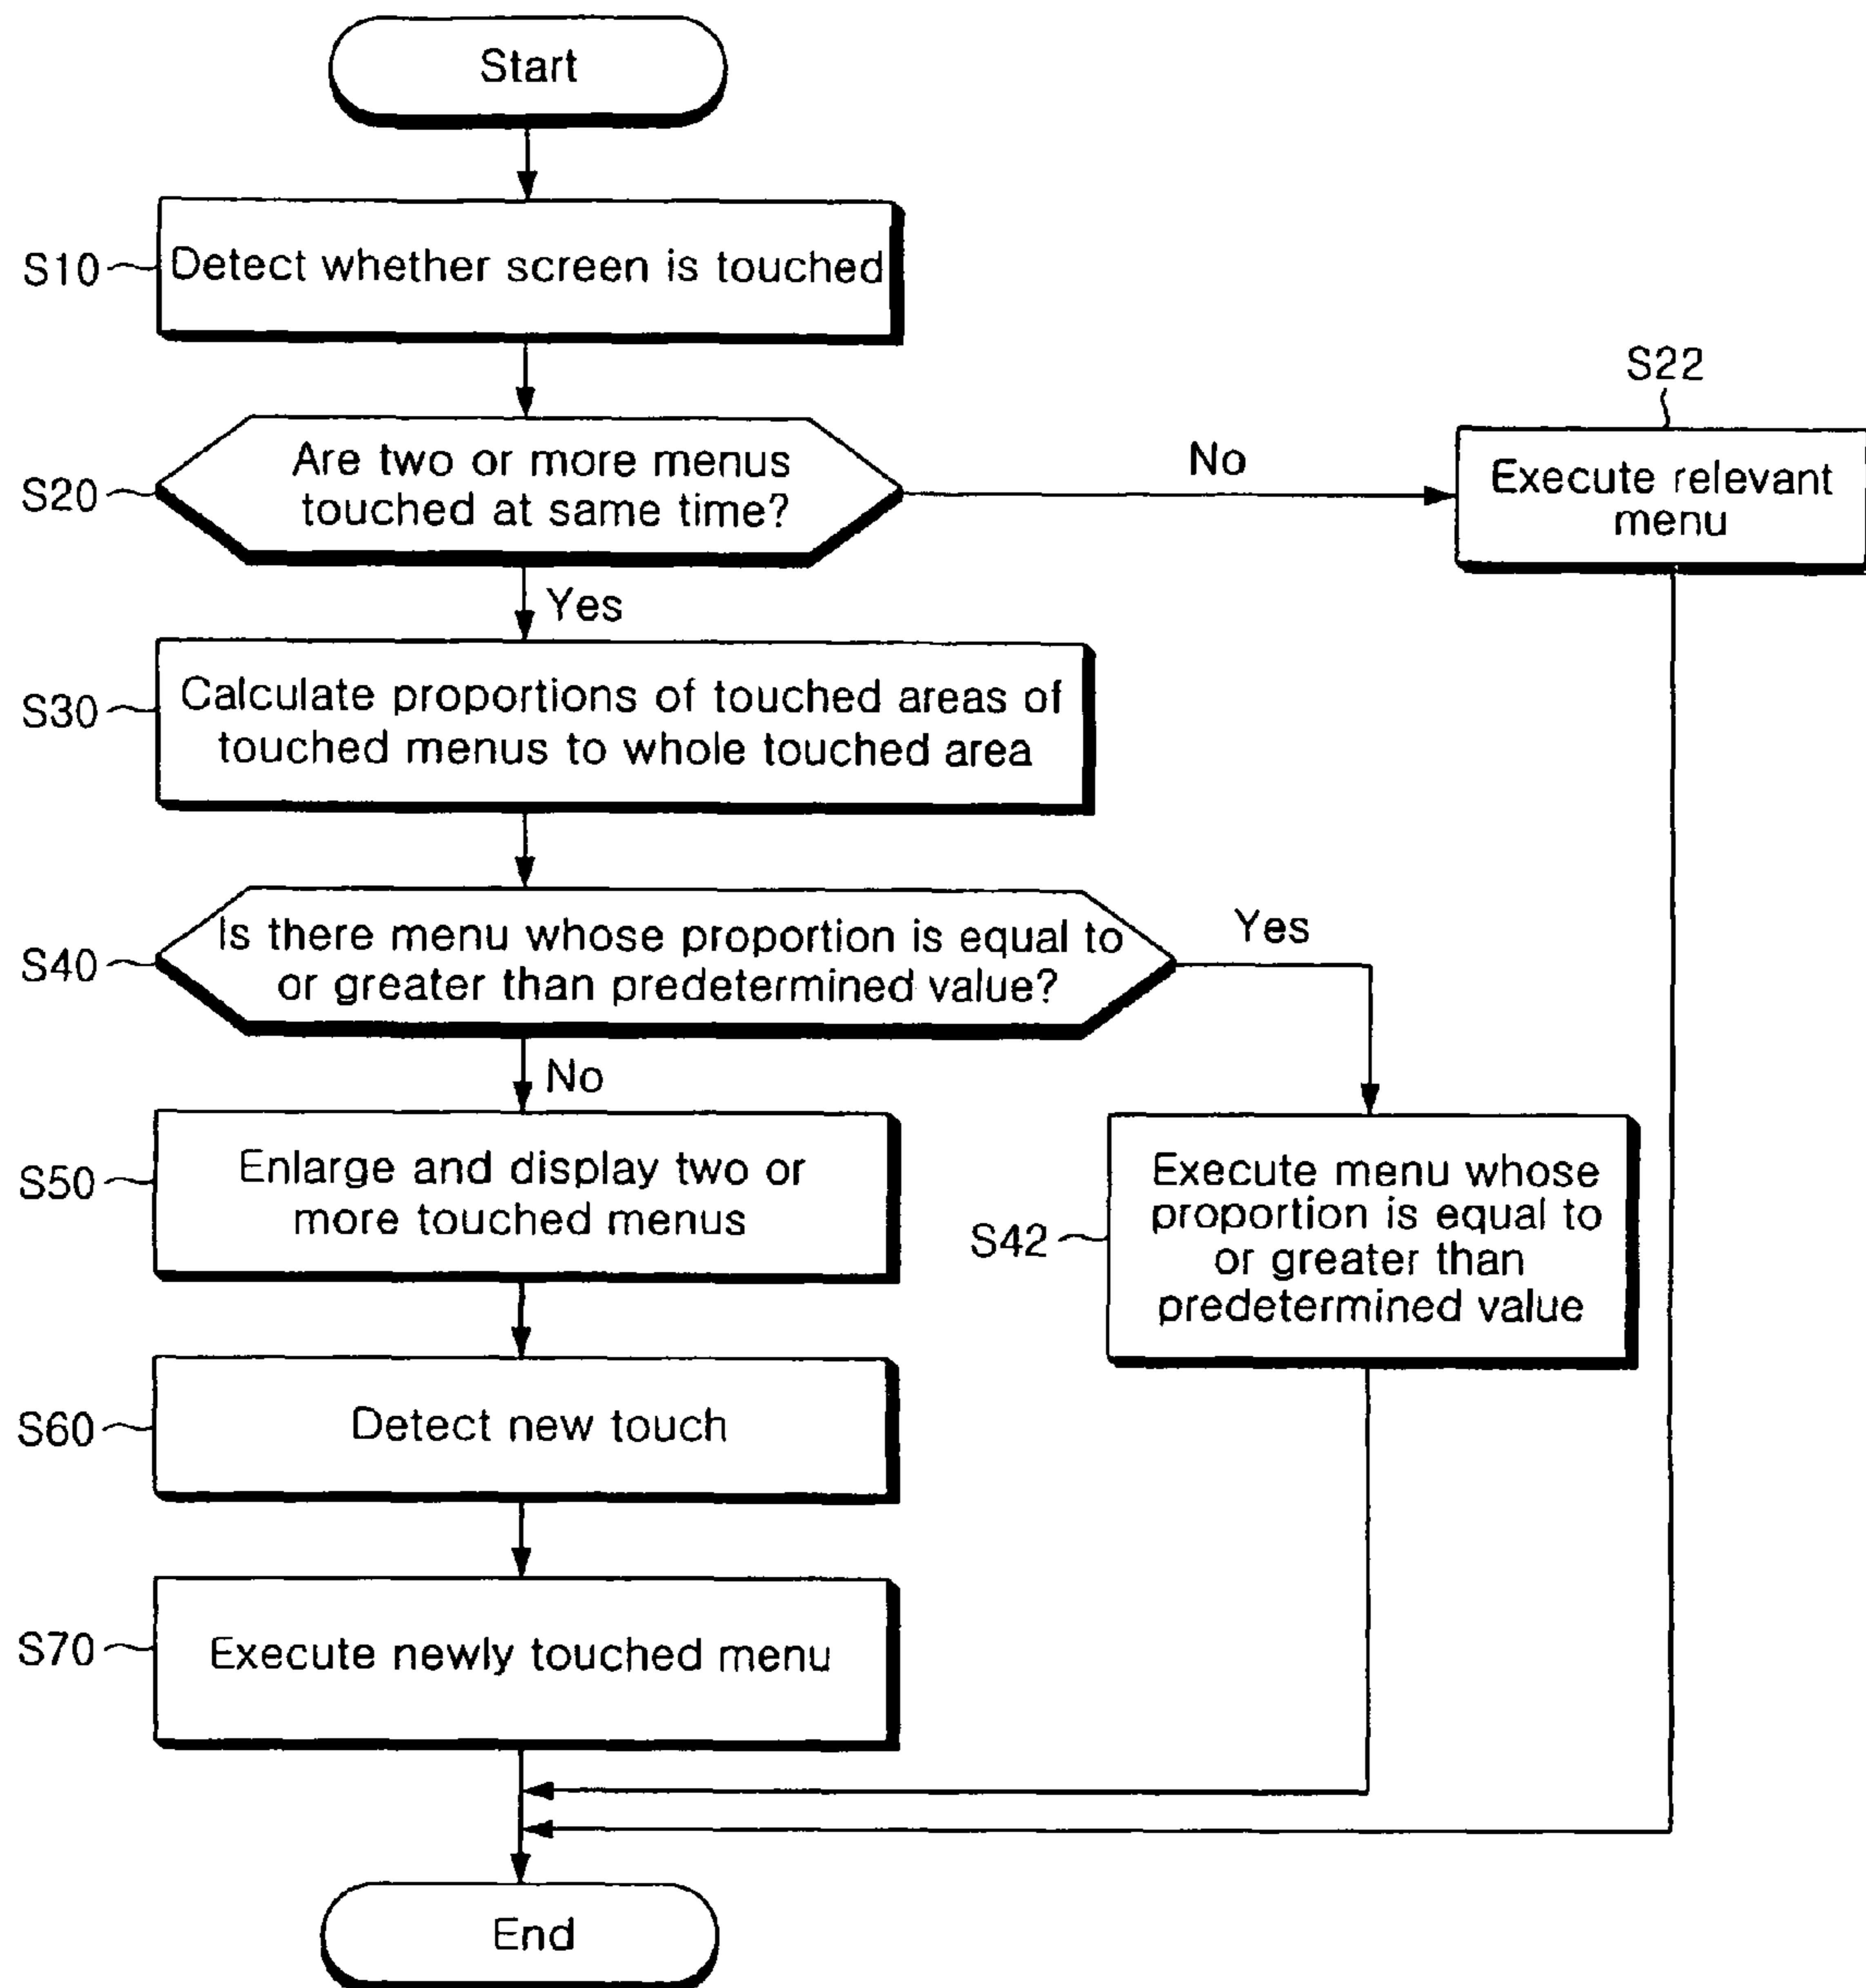 Start
S10
Detect whether screen is touched
S20
Are two or more menus
touched at same time?
No
S22
Execute relevant
menu
Yes
S30
Calculate proportions of touched areas of
touched menus to whole touched area
S40
Is there menu whose proportion is equal to
or greater than predetermined value?
Yes
No
S50
Enlarge and display two or
more touched menus
S42
Execute menu whose
proportion is equal to
or greater than
predetermined value
S60
Detect new touch
S70
Execute newly touched menu
End